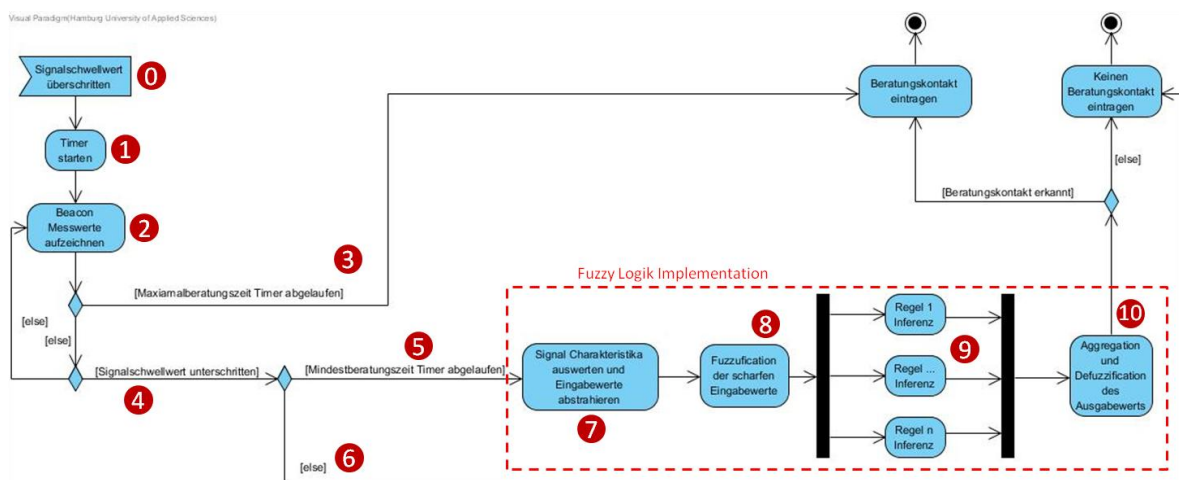 Visual Paradigm(Hamburg University of Applied Sciences)
Signalschwellwert
überschritten
0
Timer
starten
1
Beacon
Messwerte
aufzeichnen
2
3
[Maxiamalberatungszeit Timer abgelaufen]
[else]
[else]
[Signalschwellwert unterschritten]
4
5
[Mindestberatungszeit Timer abgelaufen]
6
[else]
Beratungskontakt
eintragen
Keinen
Beratungskontakt
eintragen
[else]
[Beratungskontakt erkannt]
Fuzzy Logik Implementation
Signal Charakteristika
auswerten und
Eingabewerte
abstrahieren
7
8
Fuzzufication
der scharfen
Eingabewerte
Regel 1
Inferenz
9
Regel ...
Inferenz
Regel n
Inferenz
10
Aggregation
und
Defuzzification
des
Ausgabewerts